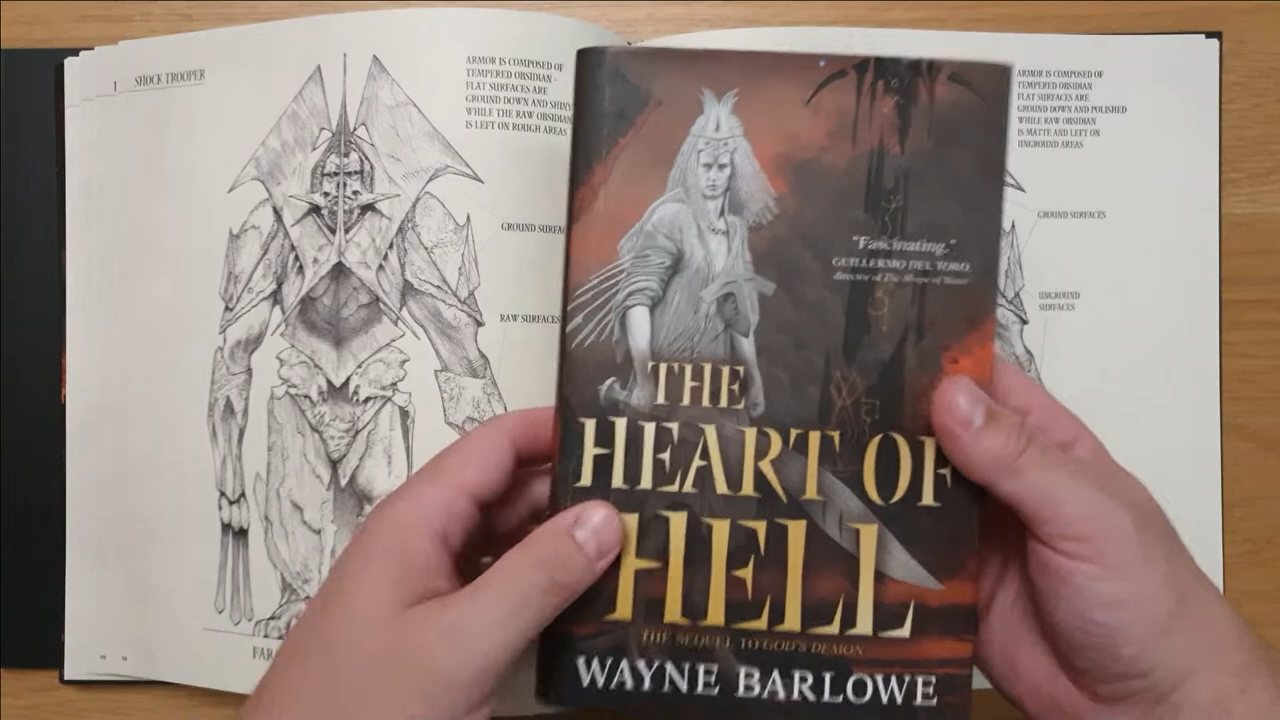 1 SHOCK TROOPER
ARMOR IS COMPOSED OF
TEMPERED OBSIDIAN -
FLAT SURFACES ARE
GROUND DOWN AND SHINY
WHILE THE RAW OBSIDIAN
IS LEFT ON ROUGH AREAS
GROUND SURFA
RAW SURFACES
FAR
"Fascinating."
GUILLERMO DEL TORO,
director of The Shape of Water
THE
HEART OF
HELL
THE SEQUEL TO GOD'S DEMON
WAYNE BARLOWE
ARMOR IS COMPOSED OF
TEMPERED OBSIDIAN -
FLAT SURFACES ARE
GROUND DOWN AND POLISHED
WHILE RAW OBSIDIAN
IS MATTE AND LEFT ON
UNGROUND AREAS
GROUND SURFACES
UNGROUND
SURFACES